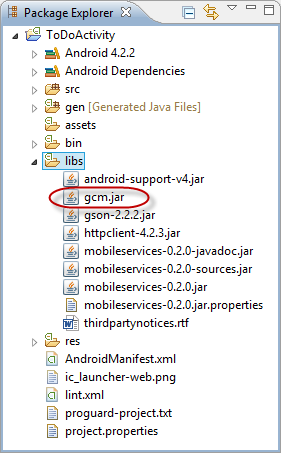 Package Explorer
ToDoActivity
Android 4.2.2
Android Dependencies
src
gen [Generated Java Files]
assets
bin
libs
android-support-v4.jar
gcm.jar
gson-2.2.2.jar
httpclient-4.2.3.jar
mobileservices-0.2.0-javadoc.jar
mobileservices-0.2.0-sources.jar
mobileservices-0.2.0.jar
mobileservices-0.2.0.jar.properties
thirdpartynotices.rtf
res
AndroidManifest.xml
ic_launcher-web.png
lint.xml
proguard-project.txt
project.properties